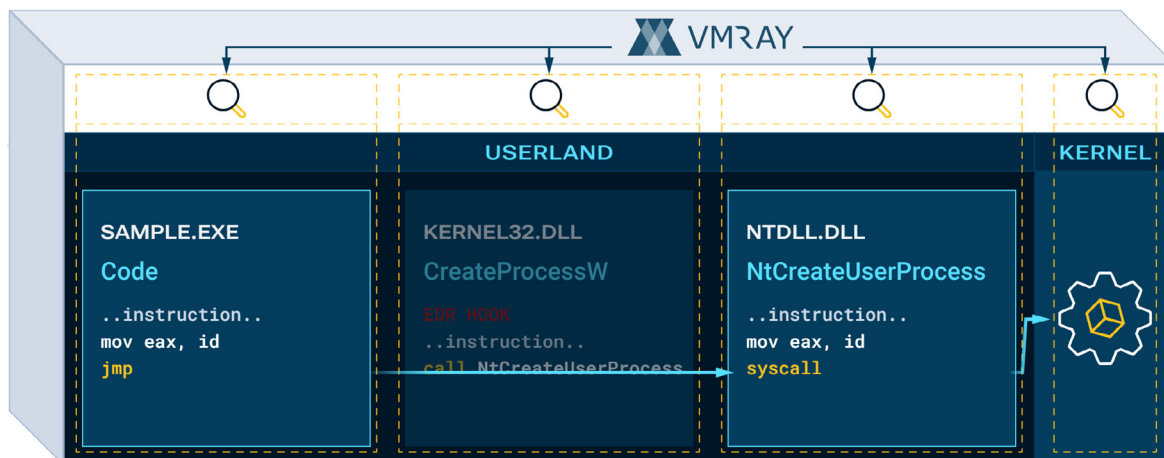 VMRAY
USERLAND
KERNEL
SAMPLE.EXE
Code
..instruction..
mov eax, id
jmp
KERNEL32.DLL
CreateProcessW
EDR HOOK
..instruction..
call NtCreateUserProcess
NTDLL.DLL
NtCreateUserProcess
..instruction..
mov eax, id
syscall